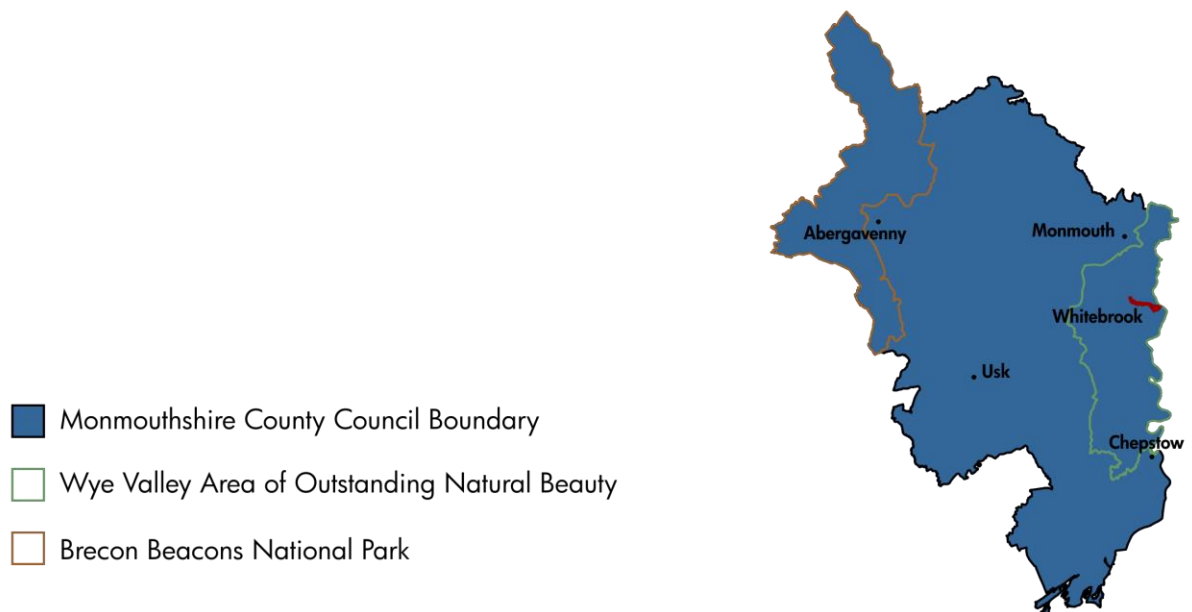 Abergavenny
Monmouth
Whitebrook
Usk
Monmouthshire County Council Boundary
Chepstow
Wye Valley Area of Outstanding Natural Beauty
Brecon Beacons National Park